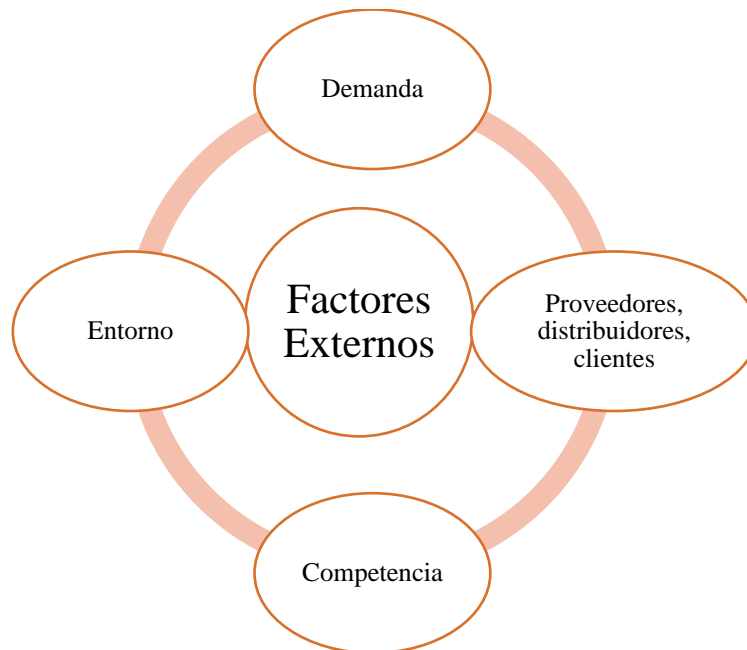 Demanda
Factores
Externos
Proveedores,
distribuidores,
clientes
Entorno
Competencia